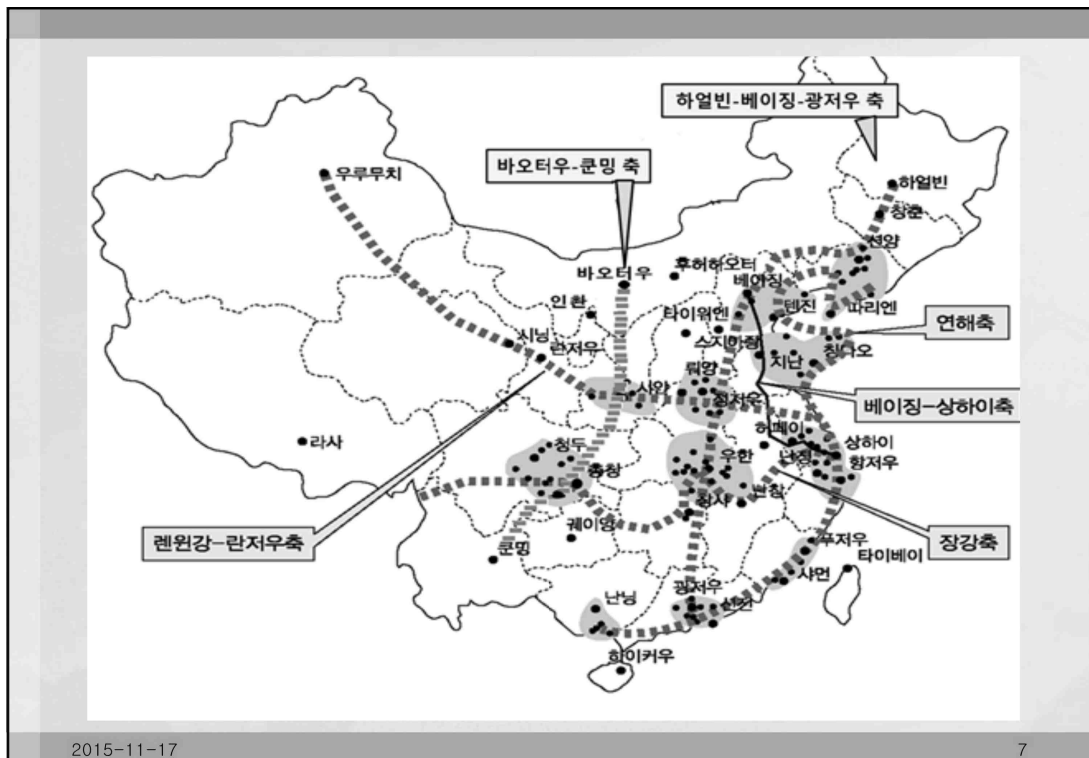 하얼빈-베이징-광저우 축
바오터우-쿤밍 축
우루무치
하얼빈
창춘
선양
후허하오터
바오터우
베이징
텐진
따리엔
인촨
타이위엔
연해축
스지아좡
시닝
란저우
지난
칭다오
뤄양
시안
정저우
베이징-상하이축
허페이
상하이
라사
청두
우한
난징
항저우
충칭
난창
창사
렌윈강-란저우축
궤이양
장강축
쿤밍
푸저우
타이베이
샤먼
광저우
선전
난닝
하이커우
2015-11-17
7